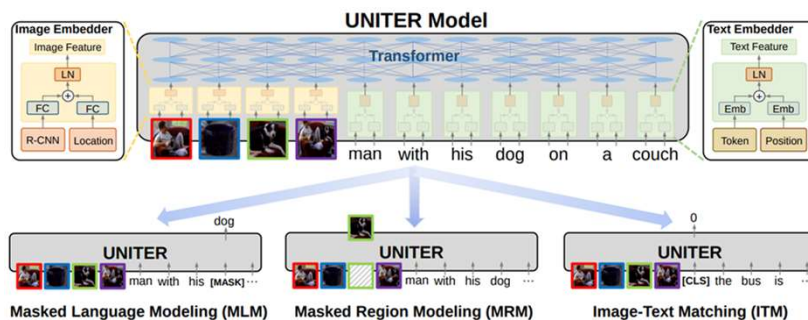 UNITER Model
Image Embedder
Image Feature
LN
FC
FC
R-CNN
Location
Transformer
man with his dog on a couch
Text Embedder
Text Feature
LN
Emb
Emb
Token
Position
dog
UNITER
man with his [MASK] ...
Masked Language Modeling (MLM)
UNITER
man with his dog ...
Masked Region Modeling (MRM)
0
UNITER
[CLS] the bus is ...
Image-Text Matching (ITM)